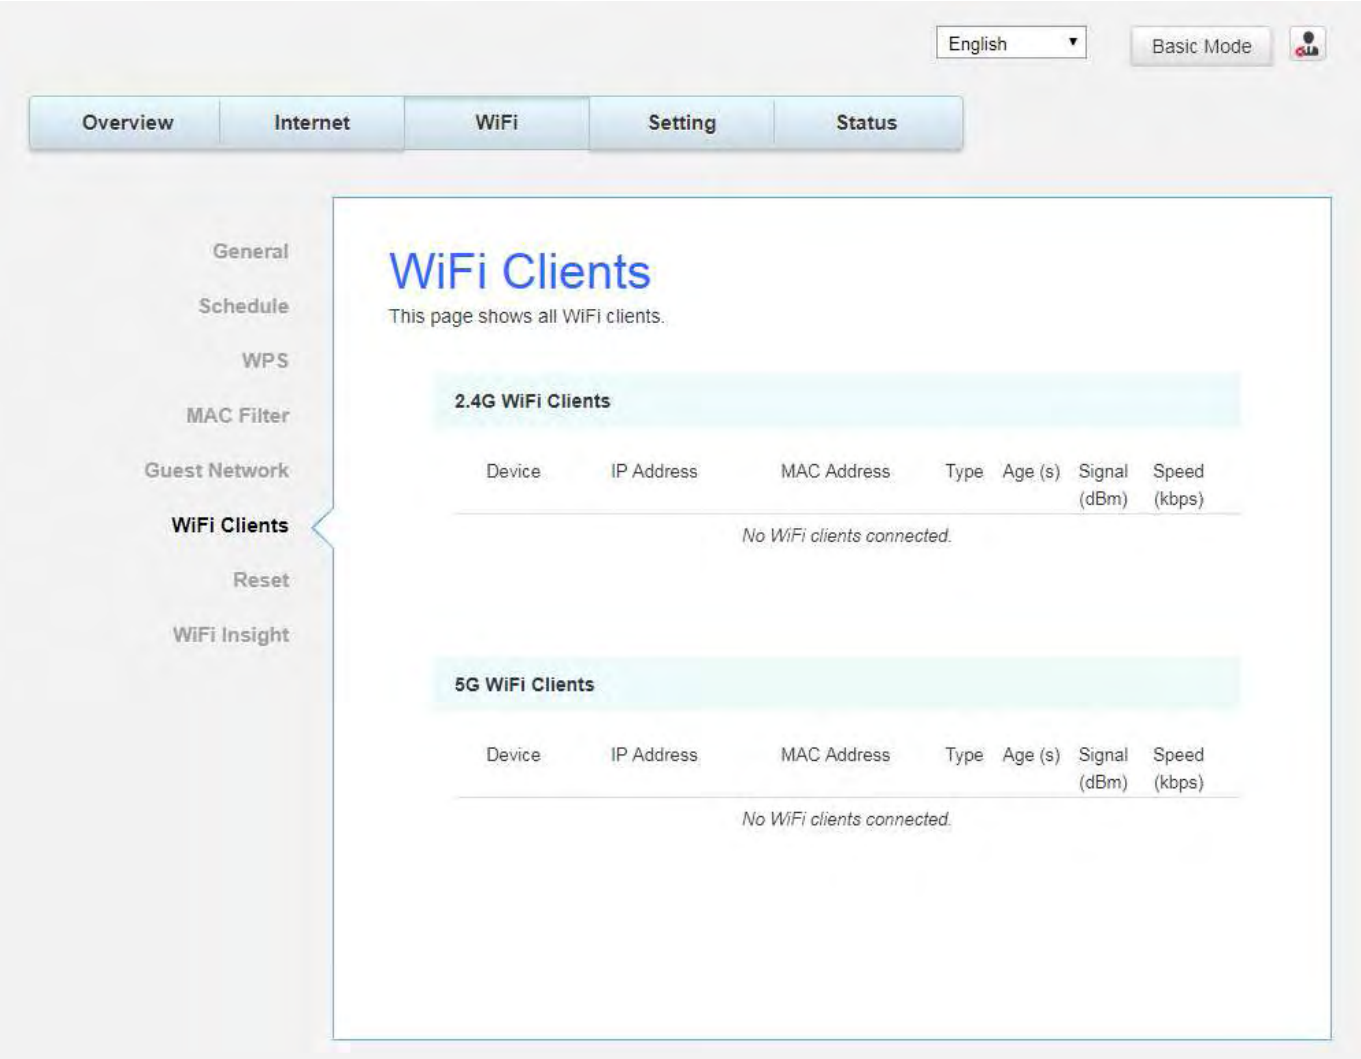 English
Basic Mode
Overview Internet WiFi Setting Status
General
Schedule
WPS
MAC Filter
Guest Network
WiFi Clients
Reset
WiFi Insight
WiFi Clients
This page shows all WiFi clients.
2.4G WiFi Clients
Device IP Address MAC Address Type Age (s) Signal (dBm) Speed (kbps)
No WiFi clients connected.
5G WiFi Clients
Device IP Address MAC Address Type Age (s) Signal (dBm) Speed (kbps)
No WiFi clients connected.